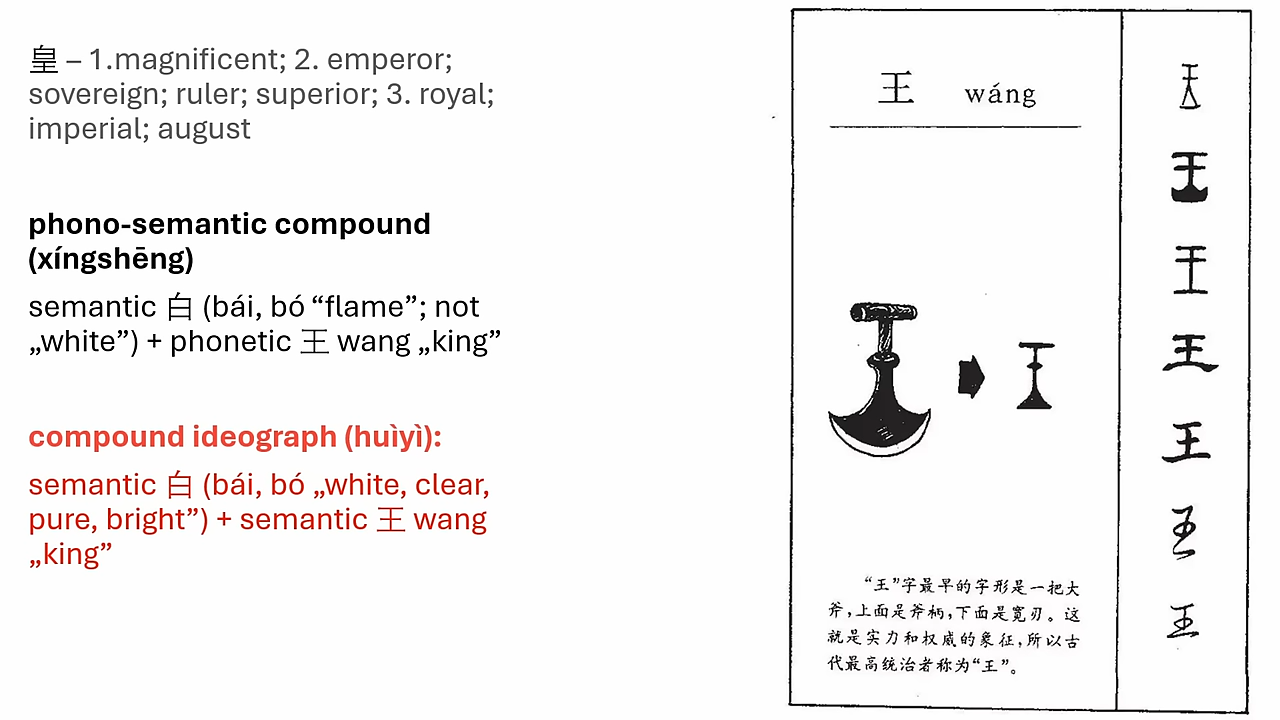 皇 – 1.magnificent; 2. emperor;
sovereign; ruler; superior; 3. royal;
imperial; august
phono-semantic compound
(xíngshēng)
semantic 白 (bái, bó “flame”; not
„white”) + phonetic 王 wang „king”
compound ideograph (huìyì):
semantic 白 (bái, bó „white, clear,
pure, bright”) + semantic 王 wang
„king”
王 wáng
“王”字最早的字形是一把大
斧,上面是斧柄,下面是宽刃。这
就是实力和权威的象征,所以古
代最高统治者称为“王”。
王
王
王
王
王
王
王